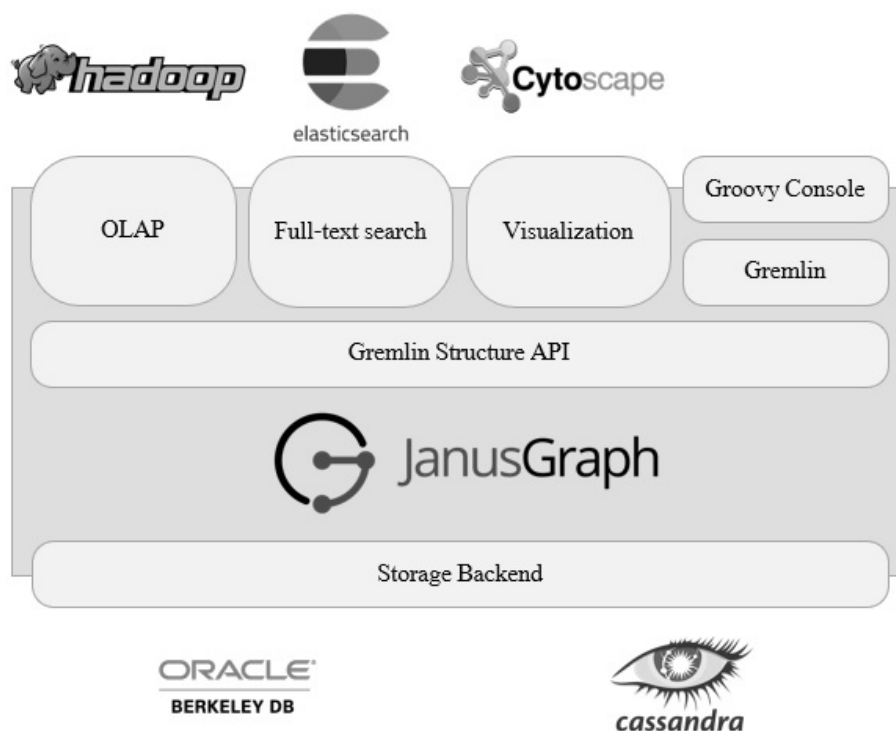 hadoop
elasticsearch
Cytoscape
OLAP
Full-text search
Visualization
Groovy Console
Gremlin
Gremlin Structure API
JanusGraph
Storage Backend
ORACLE®
BERKELEY DB
cassandra